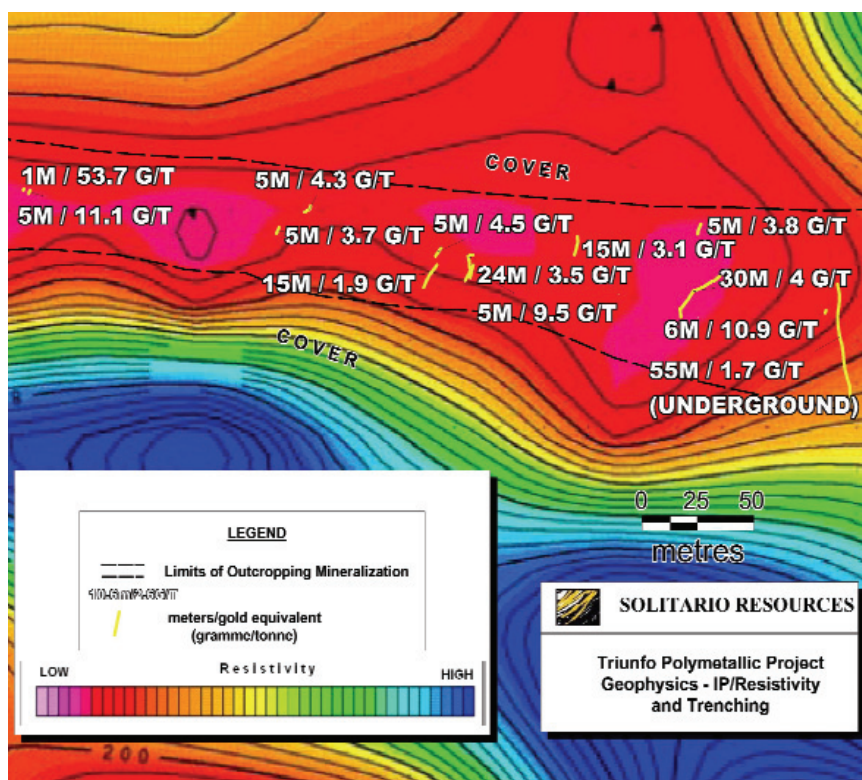 COVER
1M / 53.7 G/T
5M / 4.3 G/T
5M / 11.1 G/T
5M / 3.7 G/T
5M / 4.5 G/T
5M / 3.8 G/T
15M / 3.1 G/T
15M / 1.9 G/T
24M / 3.5 G/T
30M / 4 G/T
5M / 9.5 G/T
6M / 10.9 G/T
COVER
55M / 1.7 G/T
(UNDERGROUND)
0 25 50
metres
LEGEND
Limits of Outcropping Mineralization
meters/gold equivalent
(gramme/tonne)
LOW Resistivity HIGH
SOLITARIO RESOURCES
Triunfo Polymetallic Project
Geophysics - IP/Resistivity
and Trenching
200